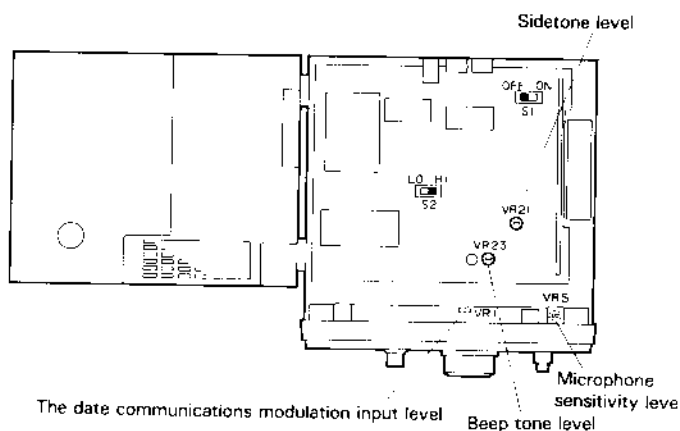 Sidetone level
OFF ON
S1
LO HI
S2
VR21
VR23
VR5
VR1
Microphone
sensitivity leve
The date communications modulation input level
Beep tone level